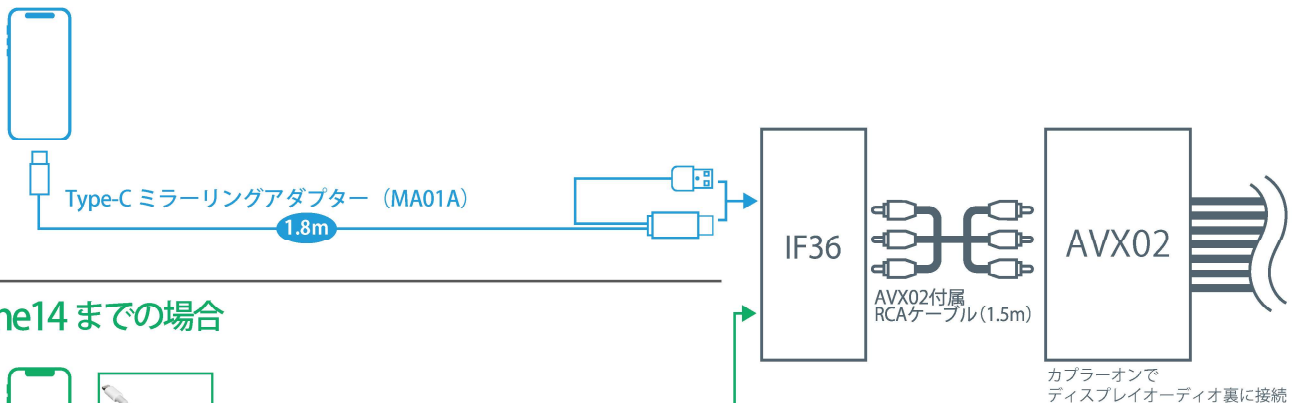 Type-C ミラーリングアダプター（MA01A）
1.8m
IF36
AVX02付属
RCAケーブル（1.5m）
AVX02
カプラーオンで
ディスプレイオーディオ裏に接続
ne14 までの場合